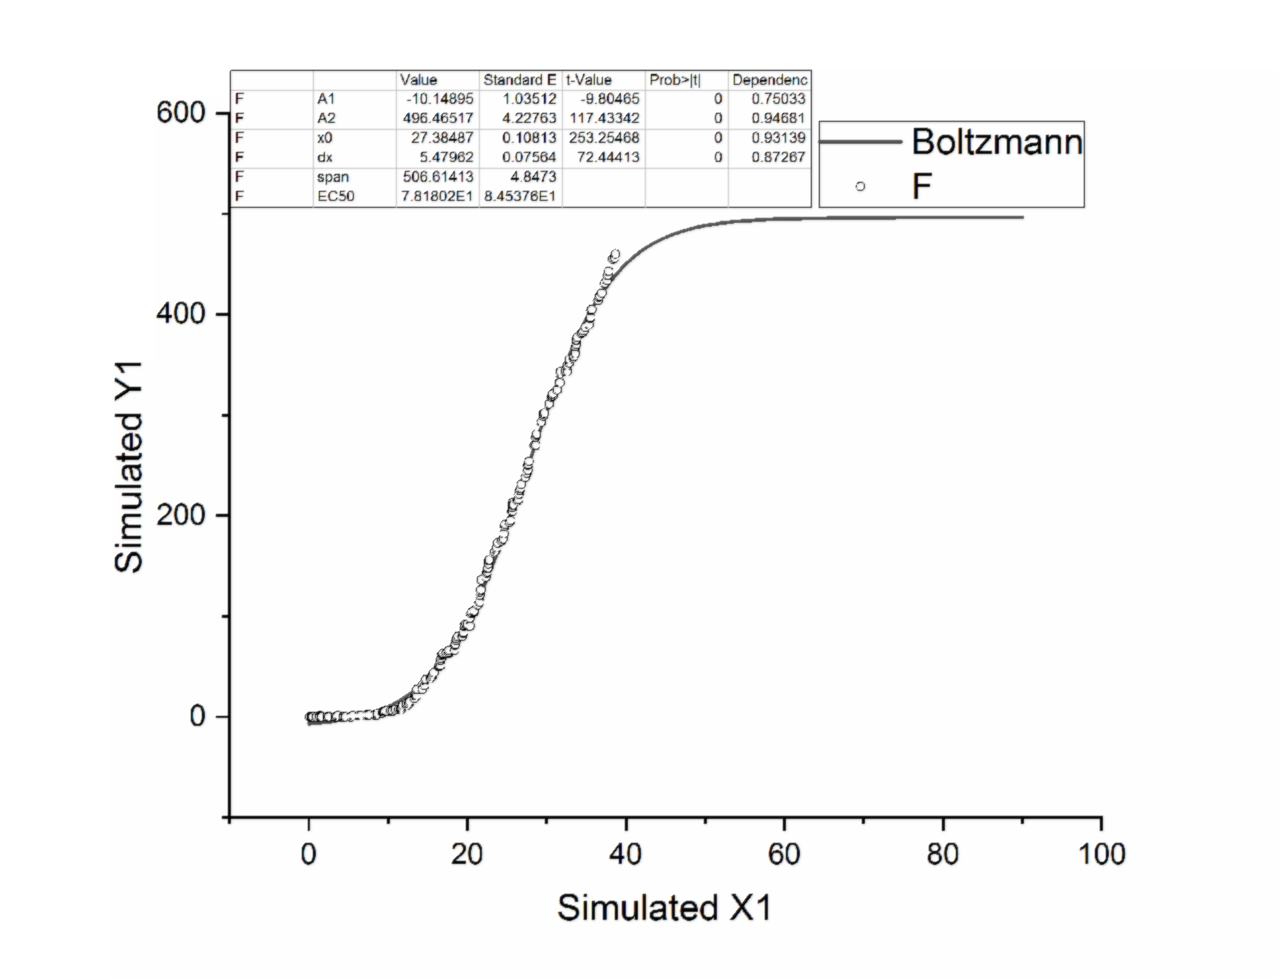 Value Standard E t-Value Prob>|t| Dependenc
F A1 -10.14895 1.03512 -9.80465 0 0.75033
F A2 496.46517 4.22763 117.43342 0 0.94681
F x0 27.38487 0.10813 253.25468 0 0.93139
F dx 5.47962 0.07564 72.44413 0 0.87267
F span 506.61413 4.8473
F EC50 7.81802E1 8.45376E1
Boltzmann
F
600
400
200
0
Simulated Y1
0 20 40 60 80 100
Simulated X1